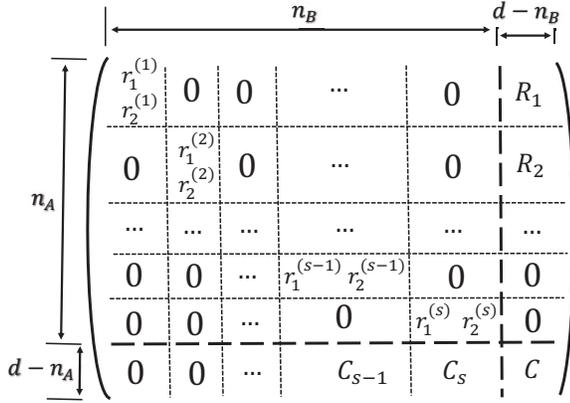 n_B d − n_B
r_1^{(1)} r_2^{(1)} 0 0 ... 0 R_1
n_A 0 r_1^{(2)} r_2^{(2)} 0 ... 0 R_2
... ... ... ... ... ...
0 0 ... r_1^{(s−1)} r_2^{(s−1)} 0 0
0 0 ... 0 r_1^{(s)} r_2^{(s)} 0
d − n_A 0 0 ... C_{s−1} C_s C